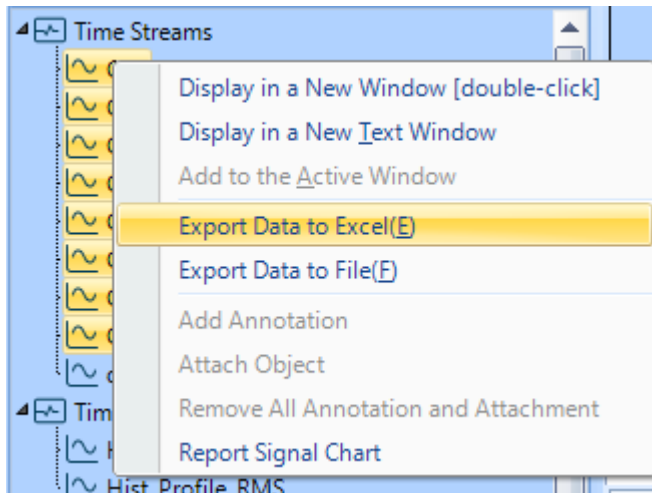 Time Streams
Display in a New Window [double-click]
Display in a New Text Window
Add to the Active Window
Export Data to Excel(E)
Export Data to File(F)
Add Annotation
Attach Object
Remove All Annotation and Attachment
Report Signal Chart
Hist_Profile_RMS